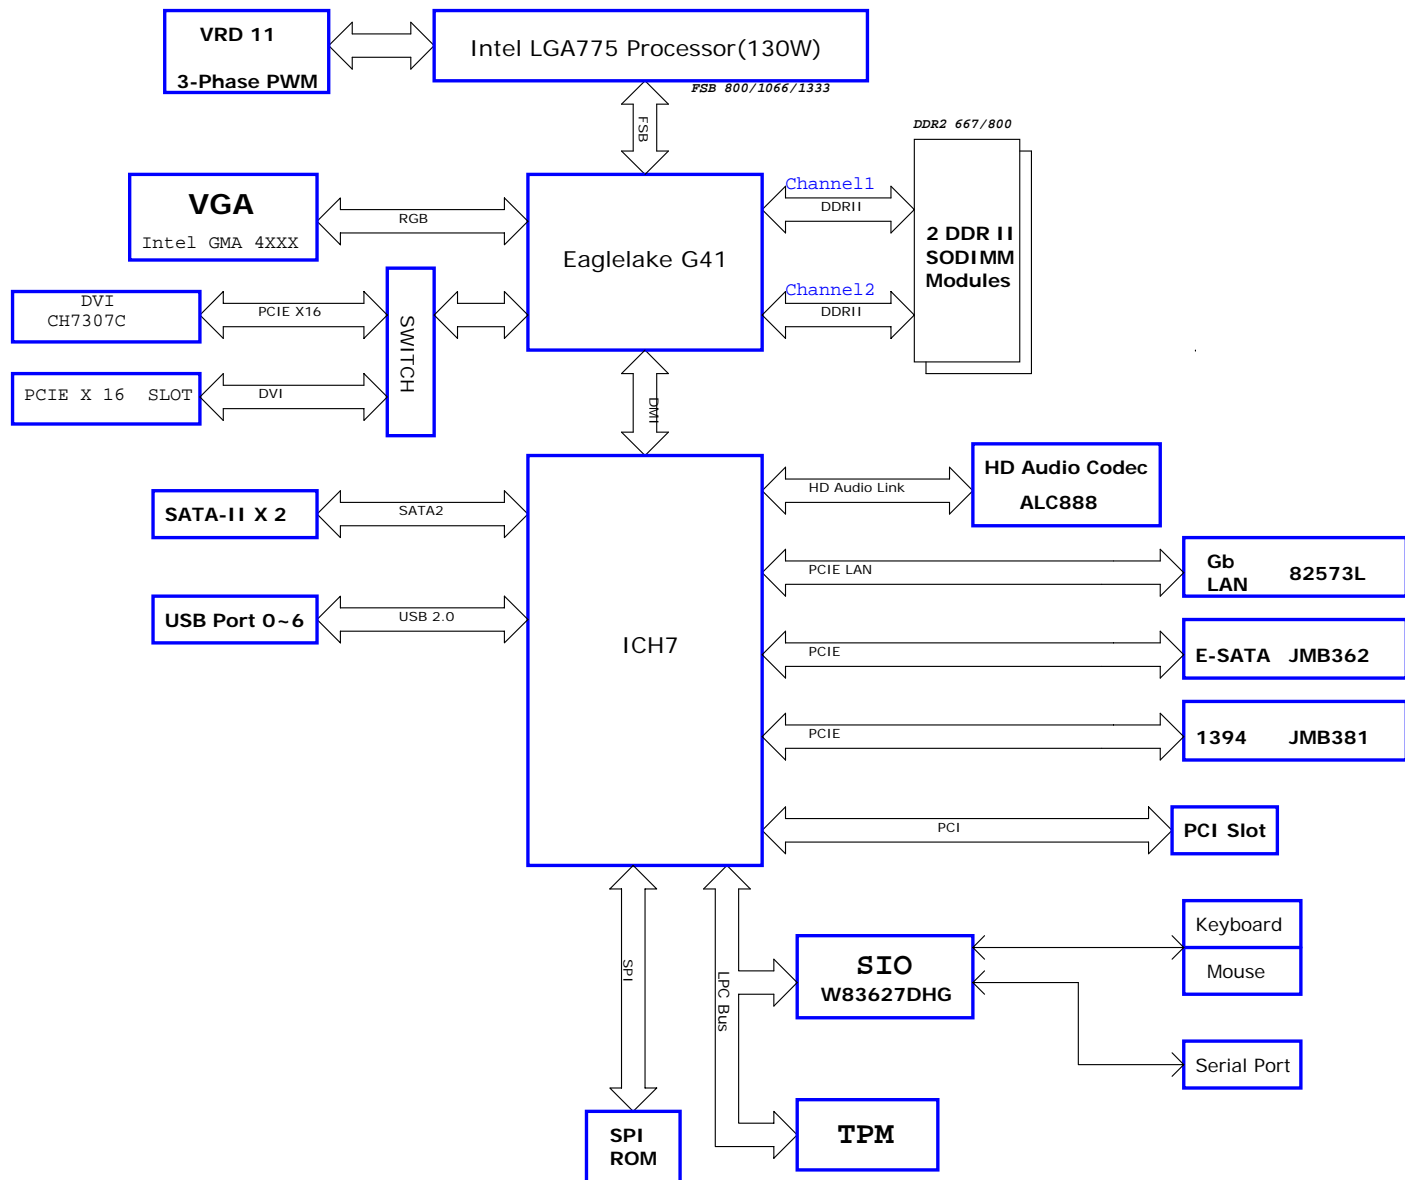 VRD 11
3-Phase PWM
Intel LGA775 Processor(130W)
FSB 800/1066/1333
FSB
DDR2 667/800
VGA
Intel GMA 4XXX
RGB
Eaglelake G41
Channel1
DDRII
2 DDR II
SODIMM
Modules
Channel2
DDRII
DVI
CH7307C
PCIE X16
SWITCH
PCIE X 16 SLOT
DVI
DMI
HD Audio Link
HD Audio Codec
ALC888
SATA-II X 2
SATA2
PCIE LAN
Gb
LAN 82573L
USB Port 0~6
USB 2.0
ICH7
PCIE
E-SATA JMB362
PCIE
1394 JMB381
PCI
PCI Slot
SPI
LPC Bus
SIO
W83627DHG
Keyboard
Mouse
Serial Port
SPI
ROM
TPM